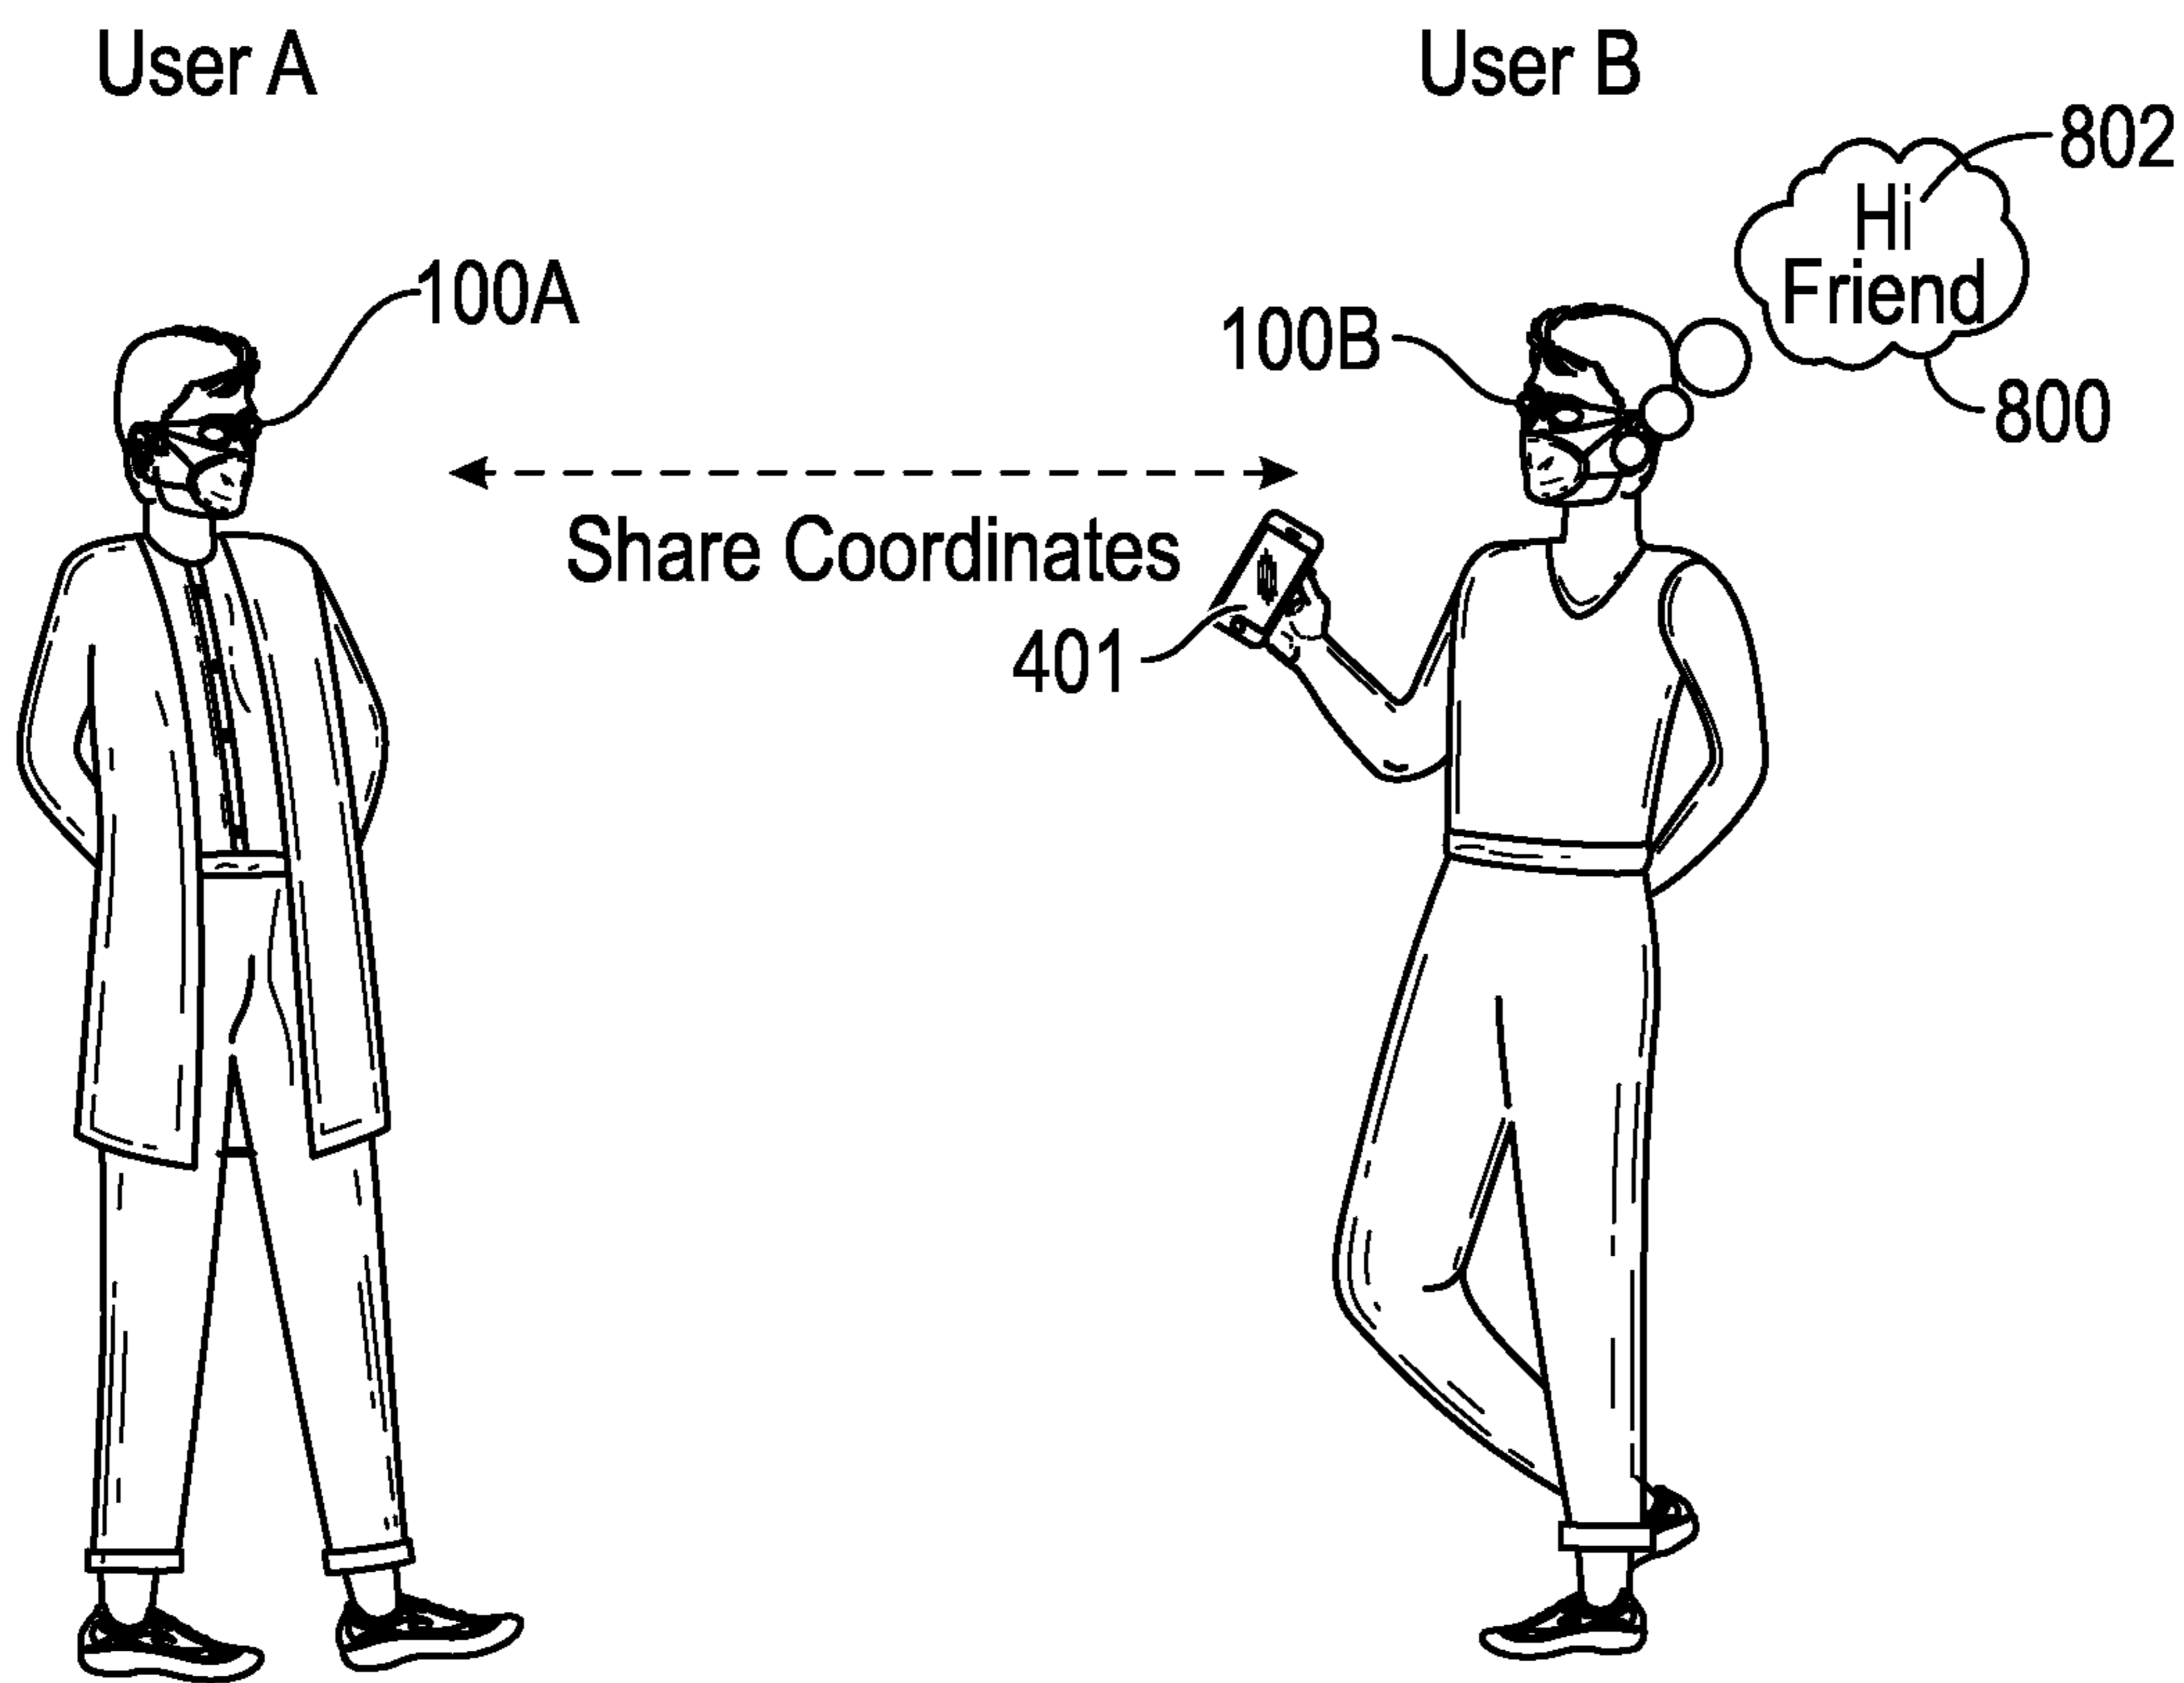 User A
User B
802
Hi
Friend
100A
100B
800
Share Coordinates
401